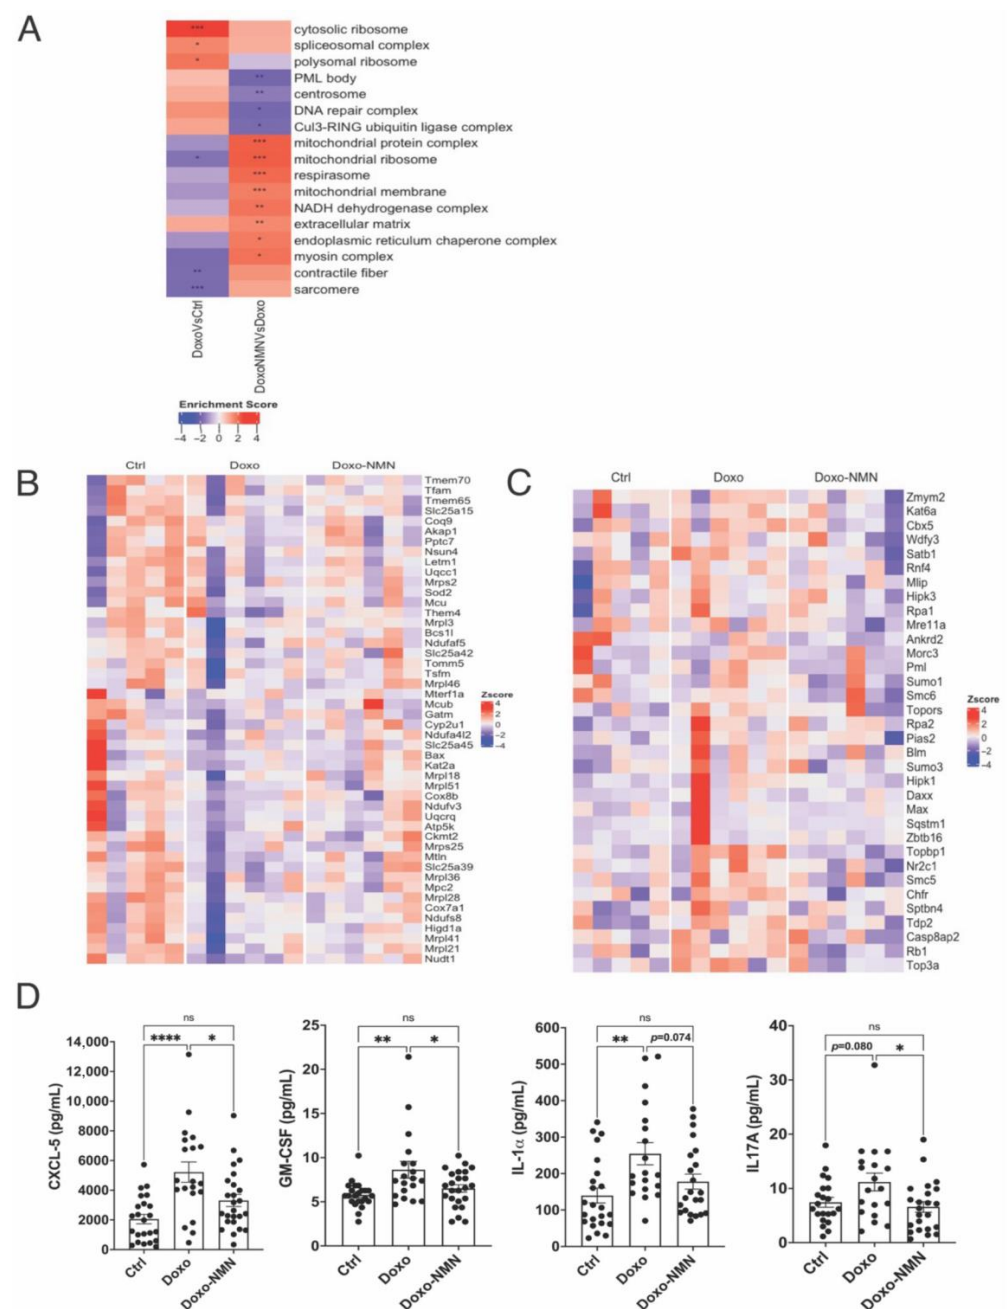 A
***
cytosolic ribosome
*
spliceosomal complex
*
polysomal ribosome
**
PML body
**
centrosome
*
DNA repair complex
*
Cul3-RING ubiquitin ligase complex
***
mitochondrial protein complex
* ***
mitochondrial ribosome
***
respirasome
***
mitochondrial membrane
**
NADH dehydrogenase complex
**
extracellular matrix
*
endoplasmic reticulum chaperone complex
*
myosin complex
**
contractile fiber
***
sarcomere
DoxoVsCtrl
DoxoNMNVsDoxo
Enrichment Score
−4 −2 0 2 4
B
Ctrl Doxo Doxo-NMN
Tmem70
Tfam
Tmem65
Slc25a15
Coq9
Akap1
Pptc7
Nsun4
Letm1
Uqcc1
Mrps2
Sod2
Mcu
Them4
Mrpl3
Bcs1l
Ndufaf5
Slc25a42
Tomm5
Tsfm
Mrpl46
Mterf1a
Mcub
Gatm
Cyp2u1
Ndufa4l2
Slc25a45
Bax
Kat2a
Mrpl18
Mrpl51
Cox8b
Ndufv3
Uqcrq
Atp5k
Ckmt2
Mrps25
Mtln
Slc25a39
Mrpl36
Mpc2
Mrpl28
Cox7a1
Ndufs8
Higd1a
Mrpl41
Mrpl21
Nudt1
Zscore
4
2
0
−2
−4
C
Ctrl Doxo Doxo-NMN
Zmym2
Kat6a
Cbx5
Wdfy3
Satb1
Rnf4
Mlip
Hipk3
Rpa1
Mre11a
Ankrd2
Morc3
Pml
Sumo1
Smc6
Topors
Rpa2
Pias2
Blm
Sumo3
Hipk1
Daxx
Max
Sqstm1
Zbtb16
Topbp1
Nr2c1
Smc5
Chfr
Sptbn4
Tdp2
Casp8ap2
Rb1
Top3a
Zscore
4
2
0
−2
−4
D
CXCL-5 (pg/mL)
14,000
12,000
10,000
8000
6000
4000
2000
0
ns
**** *
Ctrl
Doxo
Doxo-NMN
GM-CSF (pg/mL)
25
20
15
10
5
0
ns
** *
Ctrl
Doxo
Doxo-NMN
IL-1α (pg/mL)
600
500
400
300
200
100
0
ns
** p=0.074
Ctrl
Doxo
Doxo-NMN
IL17A (pg/mL)
40
30
20
10
0
ns
p=0.080 *
Ctrl
Doxo
Doxo-NMN